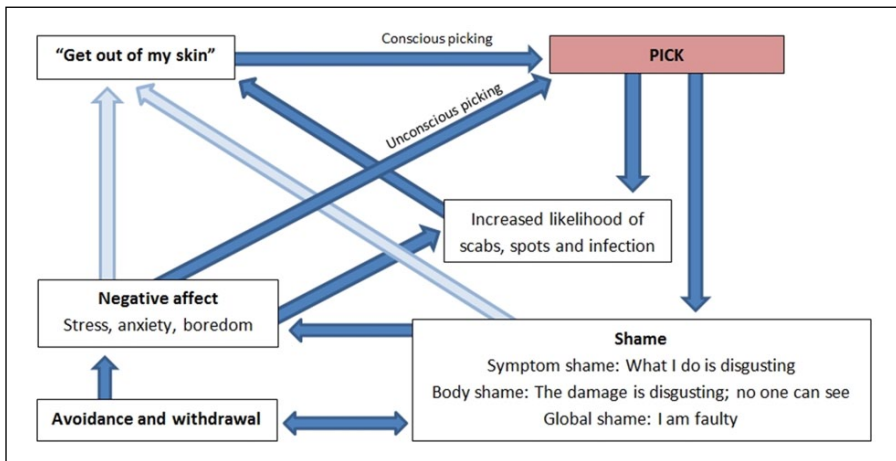 “Get out of my skin”
Conscious picking
PICK
Unconscious picking
Increased likelihood of
scabs, spots and infection
Negative affect
Stress, anxiety, boredom
Shame
Symptom shame: What I do is disgusting
Body shame: The damage is disgusting; no one can see
Global shame: I am faulty
Avoidance and withdrawal